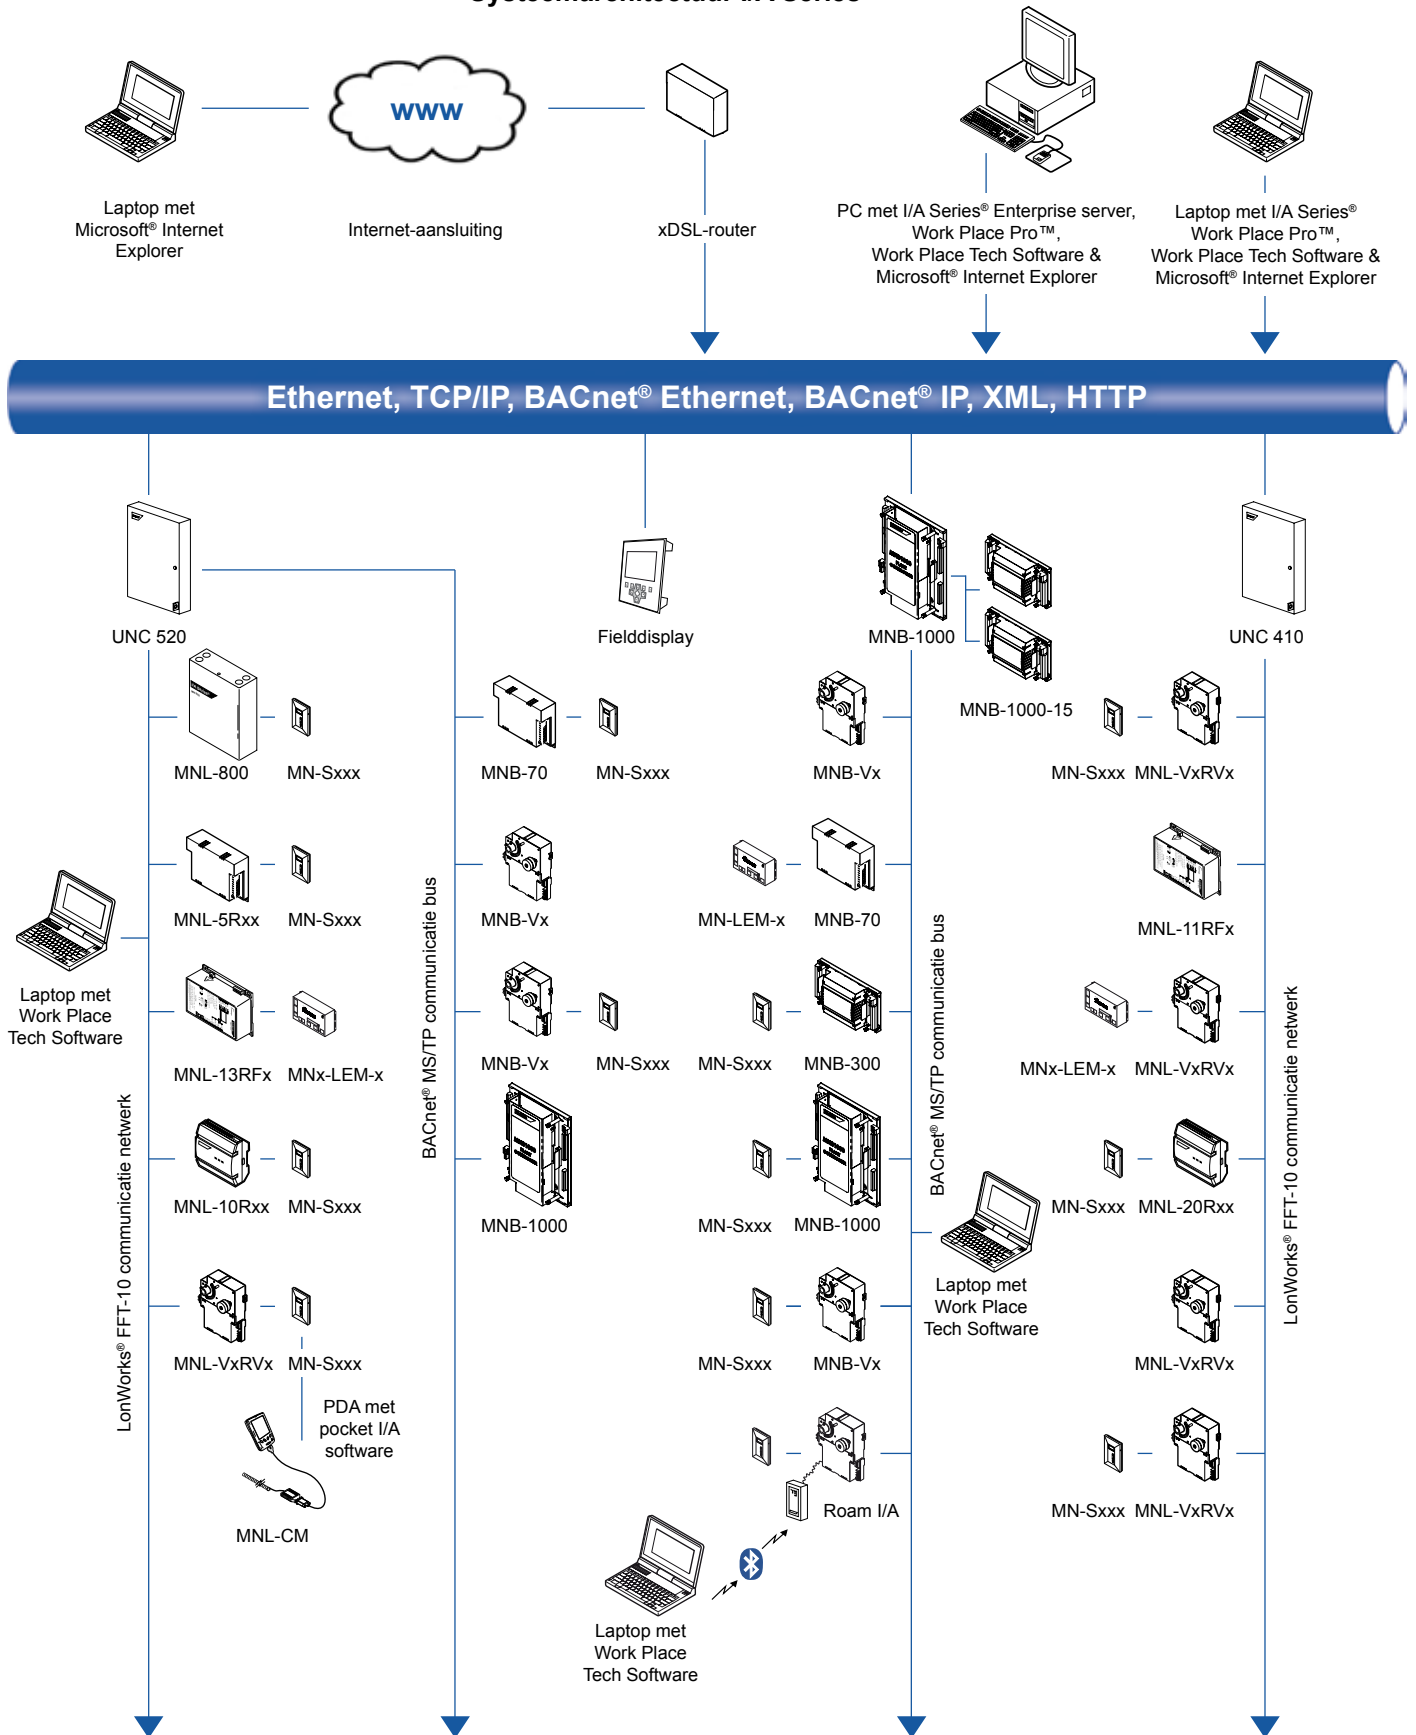 Systeemarchitectuur I/A Series
www
Laptop met
Microsoft® Internet
Explorer
Internet-aansluiting
xDSL-router
PC met I/A Series® Enterprise server,
Work Place Pro™,
Work Place Tech Software &
Microsoft® Internet Explorer
Laptop met I/A Series®
Work Place Pro™,
Work Place Tech Software &
Microsoft® Internet Explorer
Ethernet, TCP/IP, BACnet® Ethernet, BACnet® IP, XML, HTTP
UNC 520
Fielddisplay
MNB-1000
MNB-1000-15
UNC 410
MNL-800
MN-Sxxx
MNB-70
MN-Sxxx
MNB-Vx
MN-Sxxx
MNL-VxRVx
MNL-5Rxx
MN-Sxxx
MNB-Vx
MN-LEM-x
MNB-70
MNL-11RFx
Laptop met
Work Place
Tech Software
MNL-13RFx
MNx-LEM-x
MNB-Vx
MN-Sxxx
MN-Sxxx
MNB-300
MNx-LEM-x
MNL-VxRVx
LonWorks® FFT-10 communicatie netwerk
BACnet® MS/TP communicatie bus
BACnet® MS/TP communicatie bus
LonWorks® FFT-10 communicatie netwerk
MNL-10Rxx
MN-Sxxx
MNB-1000
MN-Sxxx
MNB-1000
MN-Sxxx
MNL-20Rxx
Laptop met
Work Place
Tech Software
MNL-VxRVx
MN-Sxxx
MN-Sxxx
MNB-Vx
MNL-VxRVx
PDA met
pocket I/A
software
MNL-CM
Roam I/A
MN-Sxxx
MNL-VxRVx
Laptop met
Work Place
Tech Software